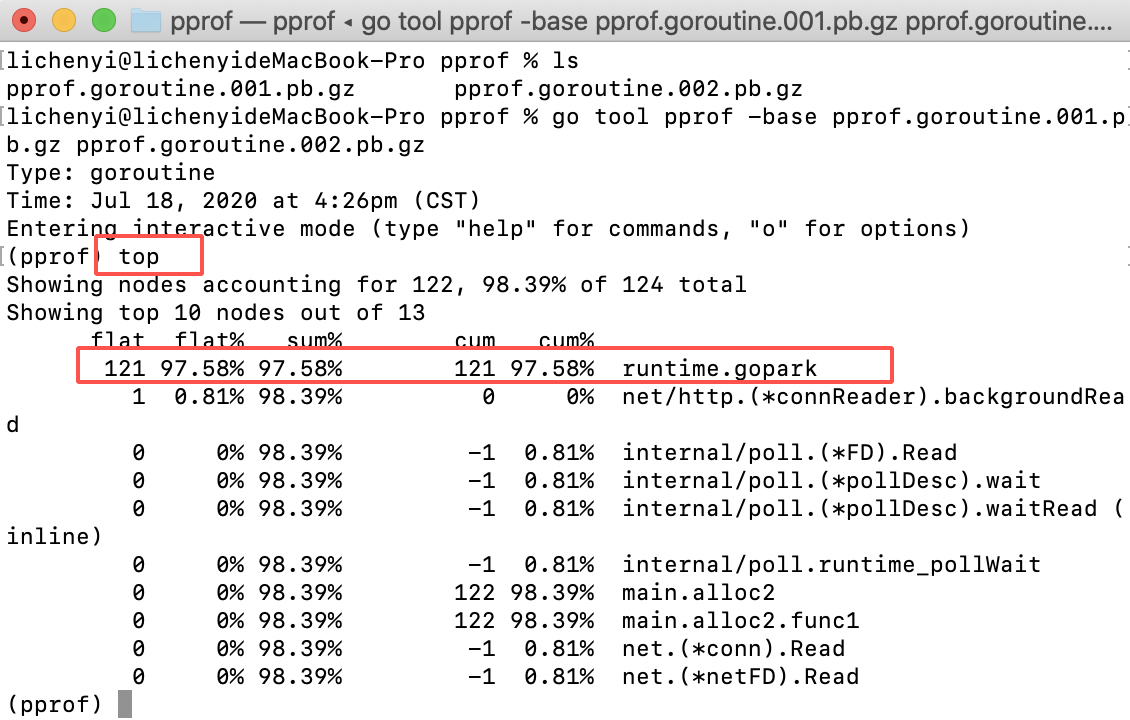 pprof — pprof ◂ go tool pprof -base pprof.goroutine.001.pb.gz pprof.goroutine....
[lichenyi@lichenyideMacBook-Pro pprof % ls
pprof.goroutine.001.pb.gz pprof.goroutine.002.pb.gz
[lichenyi@lichenyideMacBook-Pro pprof % go tool pprof -base pprof.goroutine.001.p
b.gz pprof.goroutine.002.pb.gz
Type: goroutine
Time: Jul 18, 2020 at 4:26pm (CST)
Entering interactive mode (type "help" for commands, "o" for options)
[(pprof) top
Showing nodes accounting for 122, 98.39% of 124 total
Showing top 10 nodes out of 13
flat flat% sum% cum cum%
121 97.58% 97.58% 121 97.58% runtime.gopark
1 0.81% 98.39% 0 0% net/http.(*connReader).backgroundRea
d
0 0% 98.39% -1 0.81% internal/poll.(*FD).Read
0 0% 98.39% -1 0.81% internal/poll.(*pollDesc).wait
0 0% 98.39% -1 0.81% internal/poll.(*pollDesc).waitRead (
inline)
0 0% 98.39% -1 0.81% internal/poll.runtime_pollWait
0 0% 98.39% 122 98.39% main.alloc2
0 0% 98.39% 122 98.39% main.alloc2.func1
0 0% 98.39% -1 0.81% net.(*conn).Read
0 0% 98.39% -1 0.81% net.(*netFD).Read
(pprof)